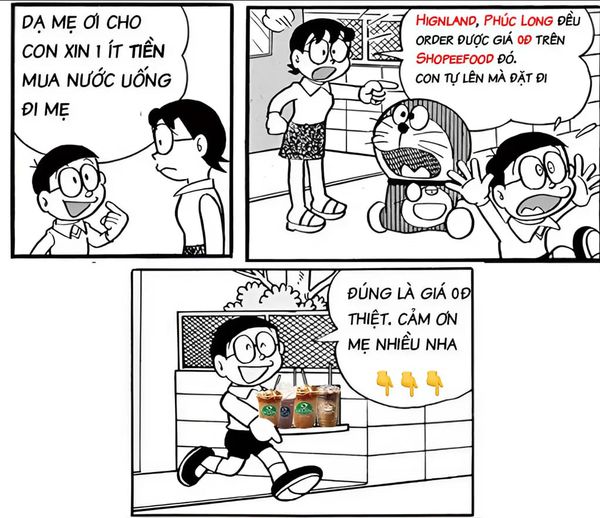 DẠ MẸ ƠI CHO
CON XIN 1 ÍT TIỀN
MUA NƯỚC UỐNG
ĐI MẸ
HIGNLAND, PHÚC LONG ĐỀU
ORDER ĐƯỢC GIÁ 0Đ TRÊN
SHOPEEFOOD ĐÓ.
CON TỰ LÊN MÀ ĐẶT ĐI
ĐÚNG LÀ GIÁ 0Đ
THIỆT. CẢM ƠN
MẸ NHIỀU NHA